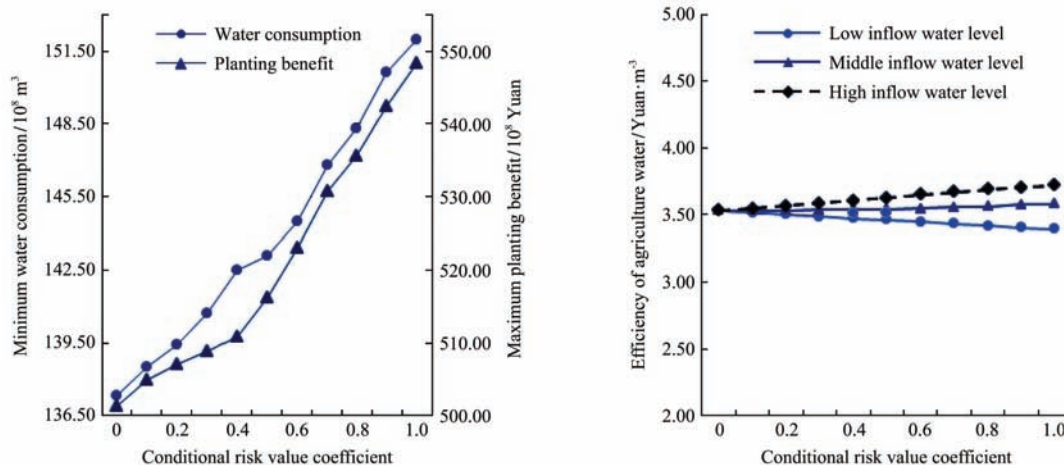 Minimum water consumption/10⁸ m³
151.50
148.50
145.50
142.50
139.50
136.50
Water consumption
Planting benefit
550.00
540.00
530.00
520.00
510.00
500.00
Maximum planting benefit/10⁸ Yuan
0 0.2 0.4 0.6 0.8 1.0
Conditional risk value coefficient
Efficiency of agriculture water/Yuan·m⁻³
5.00
4.50
4.00
3.50
3.00
2.50
2.00
Low inflow water level
Middle inflow water level
High inflow water level
0 0.2 0.4 0.6 0.8 1.0
Conditional risk value coefficient